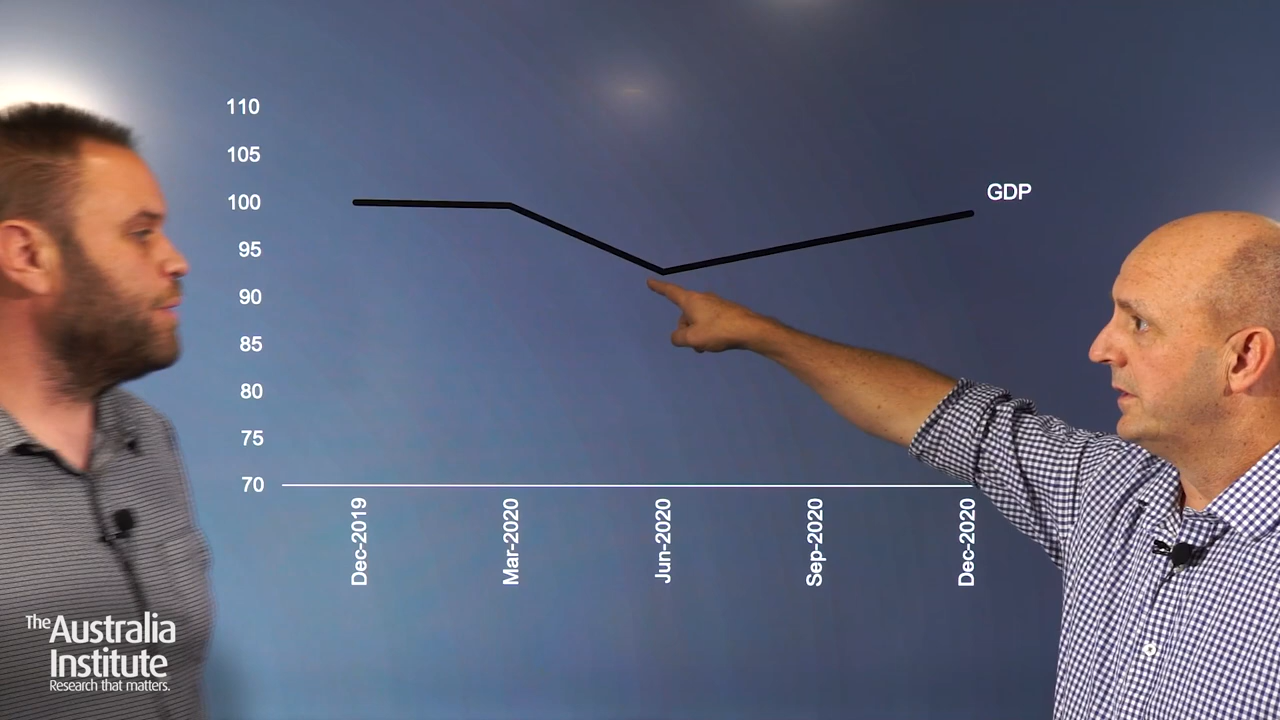 110
105
100
95
90
85
80
75
70
GDP
Dec-2019
Mar-2020
Jun-2020
Sep-2020
Dec-2020
The Australia
Institute
Research that matters.